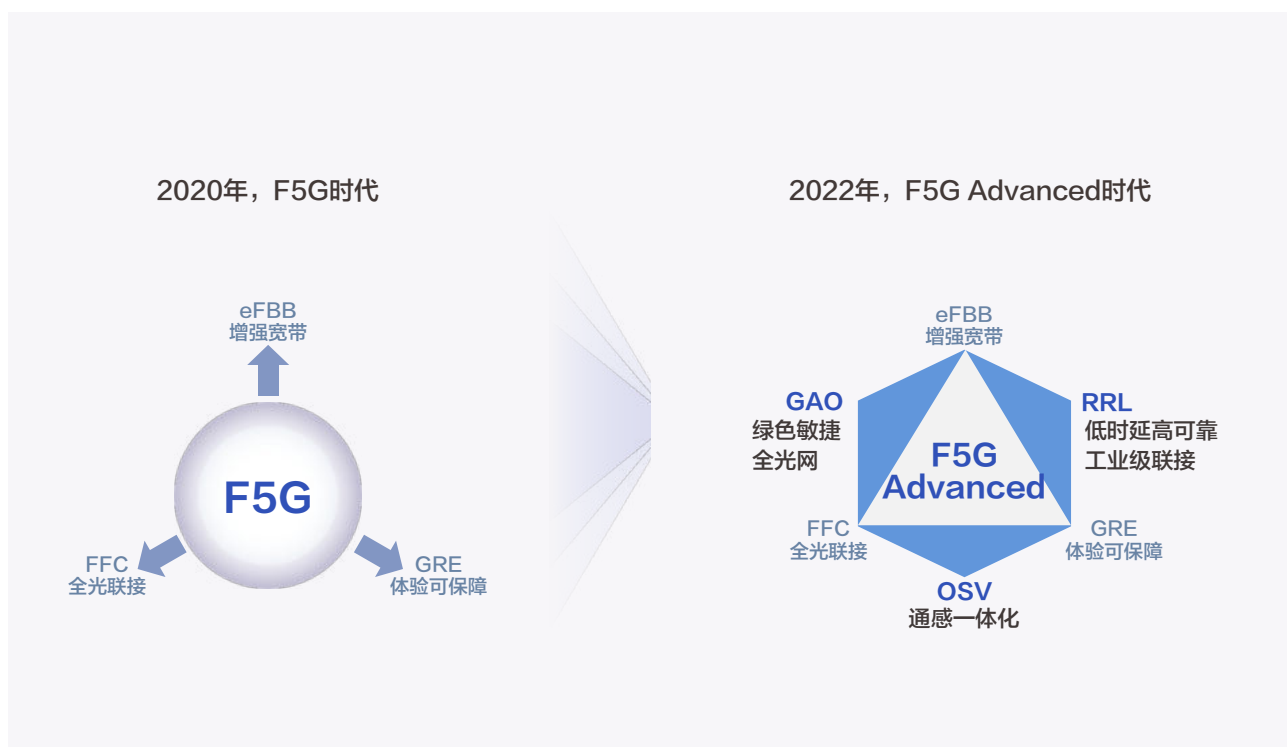 2020年，F5G时代
eFBB
增强宽带
F5G
FFC
全光联接
GRE
体验可保障
2022年，F5G Advanced时代
eFBB
增强宽带
GAO
绿色敏捷
全光网
RRL
低时延高可靠
工业级联接
F5G
Advanced
FFC
全光联接
GRE
体验可保障
OSV
通感一体化